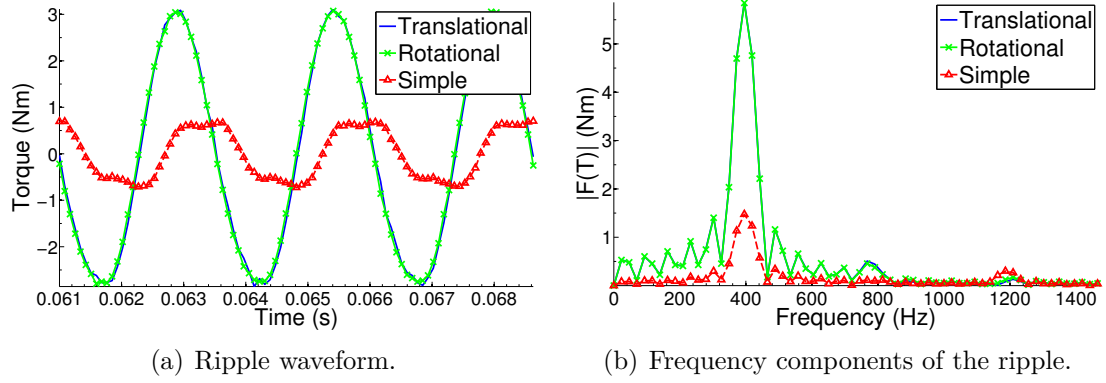 3
2
1
0
−1
−2
Torque (Nm)
0.061 0.062 0.063 0.064 0.065 0.066 0.067 0.068
Time (s)
Translational
Rotational
Simple
5
4
3
2
1
|F(T)| (Nm)
0 200 400 600 800 1000 1200 1400
Frequency (Hz)
Translational
Rotational
Simple
(a) Ripple waveform.
(b) Frequency components of the ripple.